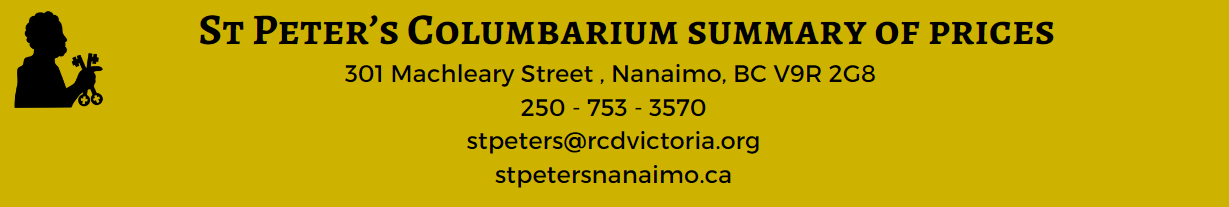 St Peter’s Columbarium summary of prices
301 Machleary Street , Nanaimo, BC V9R 2G8
250 - 753 - 3570
stpeters@rcdvictoria.org
stpetersnanaimo.ca